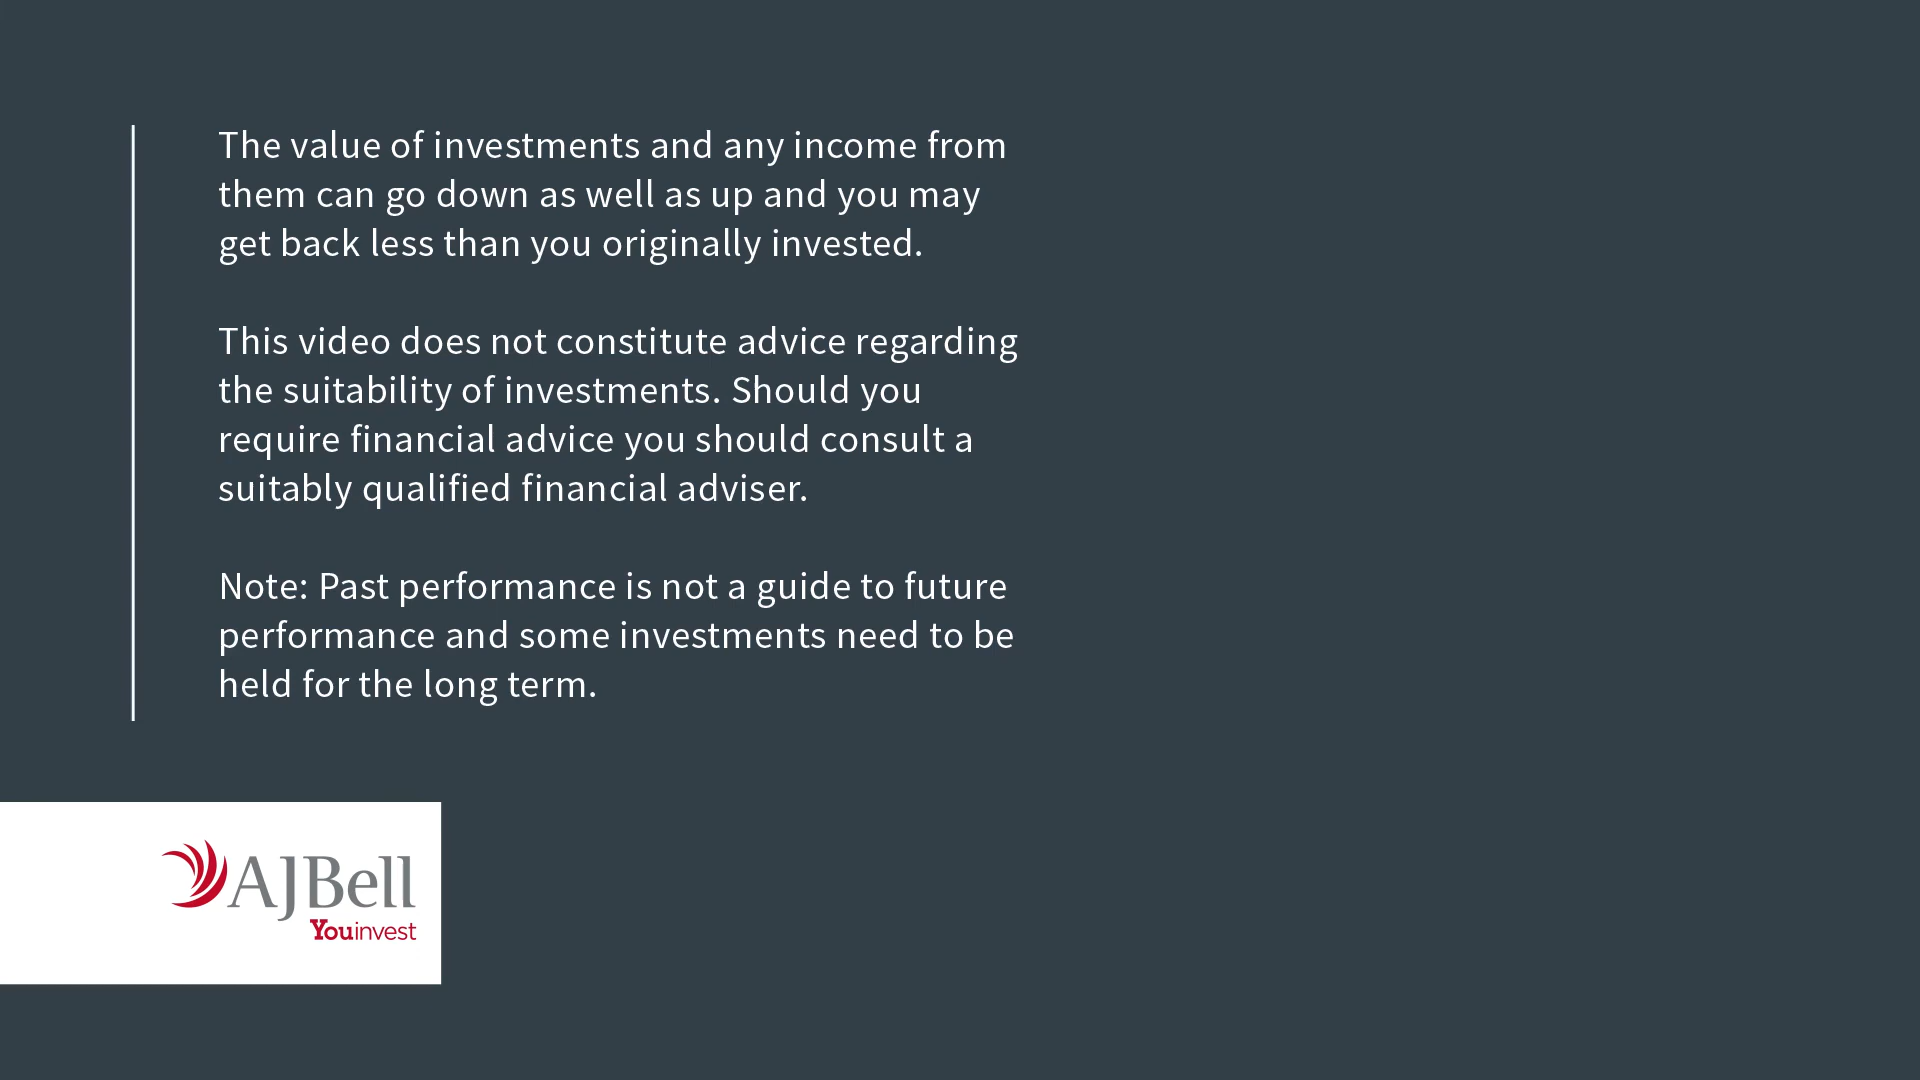 The value of investments and any income from
them can go down as well as up and you may
get back less than you originally invested.
This video does not constitute advice regarding
the suitability of investments. Should you
require financial advice you should consult a
suitably qualified financial adviser.
Note: Past performance is not a guide to future
performance and some investments need to be
held for the long term.
AJBell
Youinvest